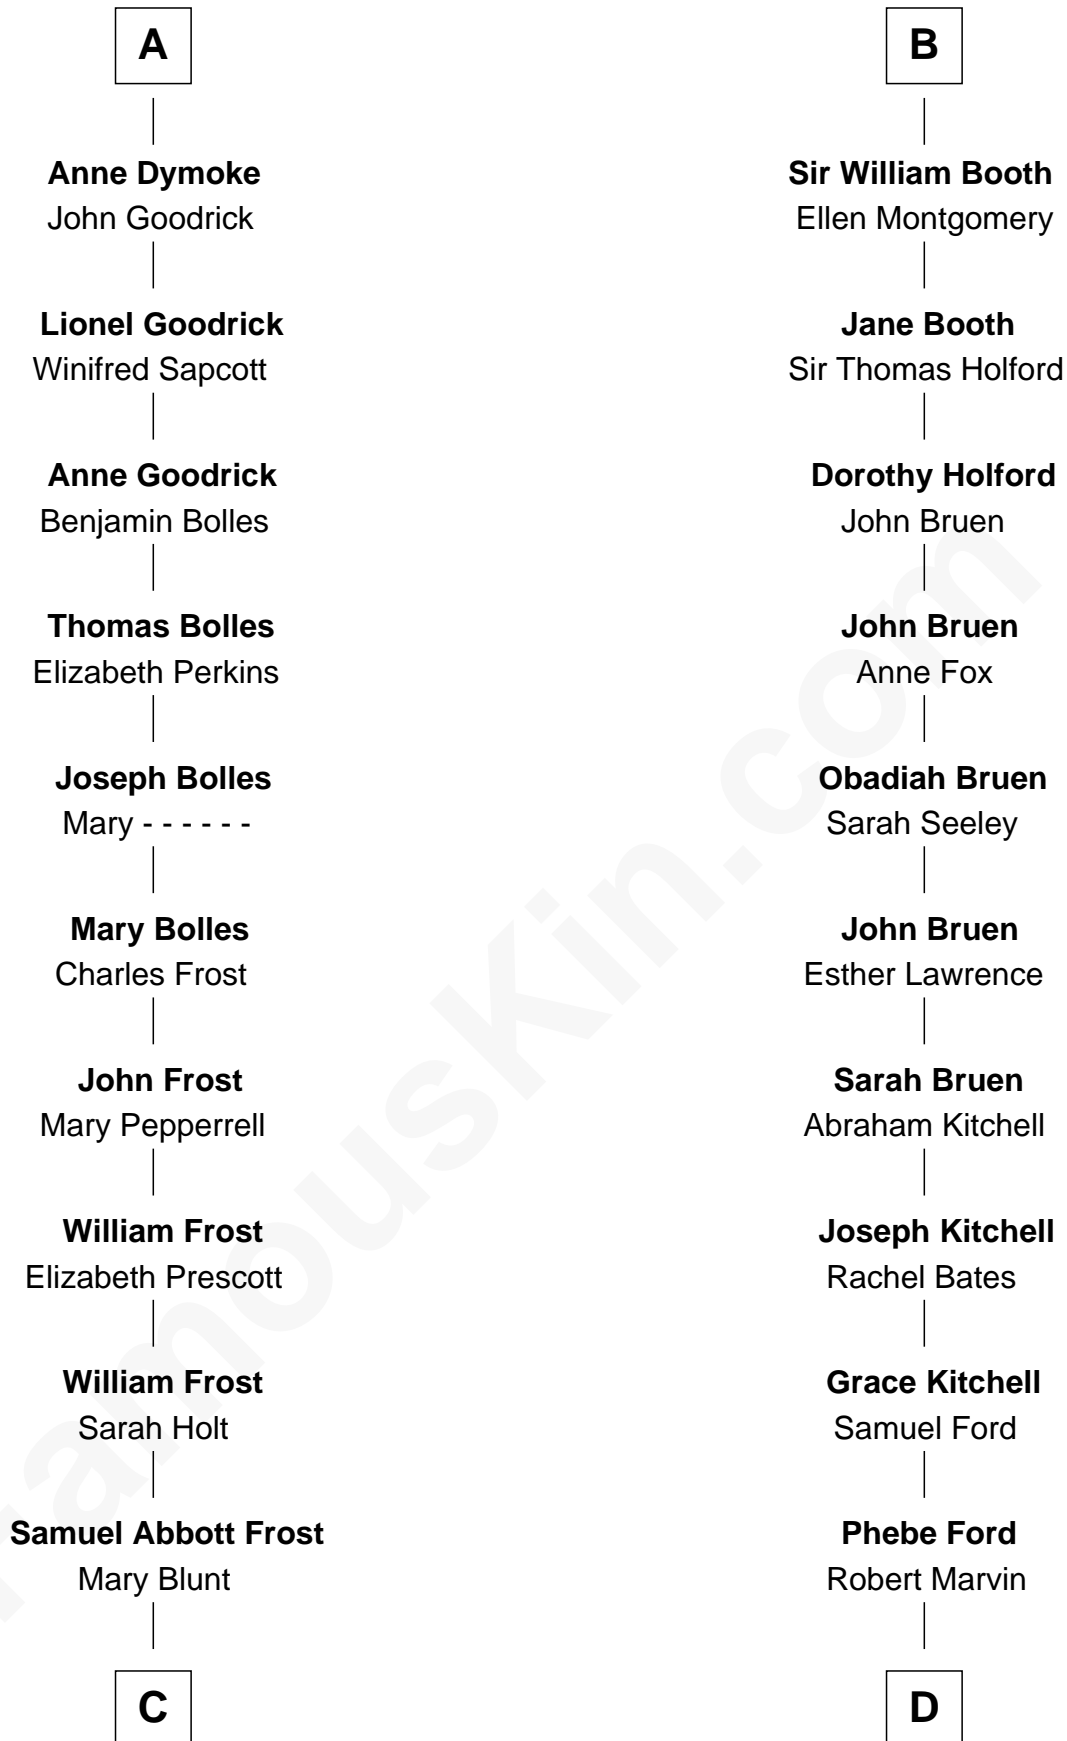 A
Anne Dymoke
John Goodrick
Lionel Goodrick
Winifred Sapcott
Anne Goodrick
Benjamin Bolles
Thomas Bolles
Elizabeth Perkins
Joseph Bolles
Mary - - - - - -
Mary Bolles
Charles Frost
John Frost
Mary Pepperrell
William Frost
Elizabeth Prescott
William Frost
Sarah Holt
Samuel Abbott Frost
Mary Blunt
C
B
Sir William Booth
Ellen Montgomery
Jane Booth
Sir Thomas Holford
Dorothy Holford
John Bruen
John Bruen
Anne Fox
Obadiah Bruen
Sarah Seeley
John Bruen
Esther Lawrence
Sarah Bruen
Abraham Kitchell
Joseph Kitchell
Rachel Bates
Grace Kitchell
Samuel Ford
Phebe Ford
Robert Marvin
D
FamousKin.com